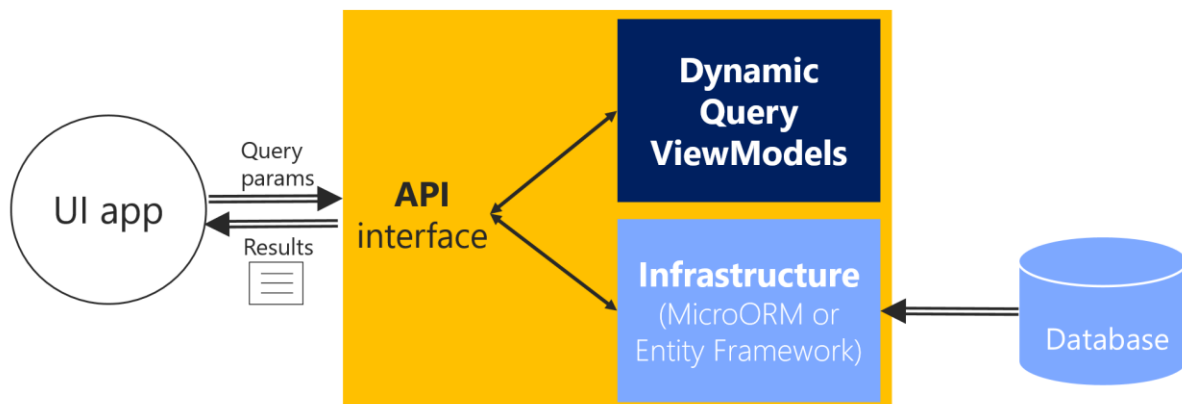 UI app
Query
params
Results
API
interface
Dynamic
Query
ViewModels
Infrastructure
(MicroORM or
Entity Framework)
Database